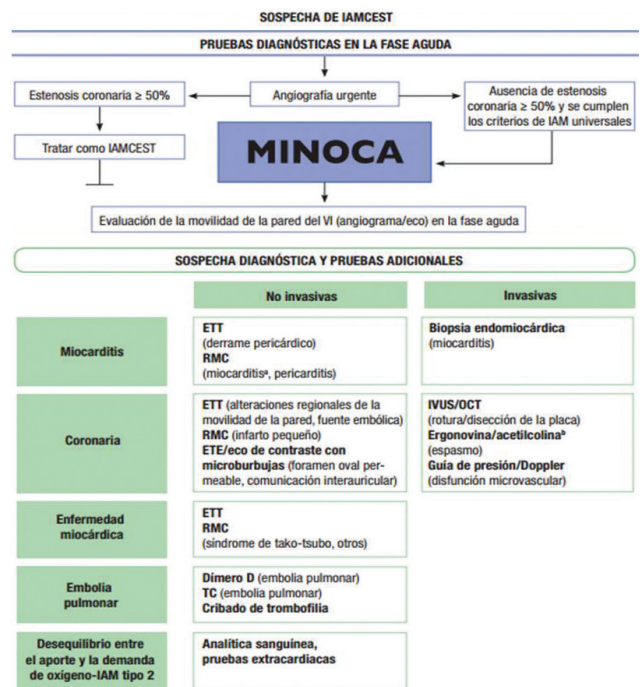 SOSPECHA DE IAMCEST
PRUEBAS DIAGNÓSTICAS EN LA FASE AGUDA
Estenosis coronaria ≥ 50%
Angiografía urgente
Ausencia de estenosis
coronaria ≥ 50% y se cumplen
los criterios de IAM universales
Tratar como IAMCEST
MINOCA
Evaluación de la movilidad de la pared del VI (angiograma/eco) en la fase aguda
SOSPECHA DIAGNÓSTICA Y PRUEBAS ADICIONALES
No invasivas
Invasivas
Miocarditis
ETT
(derrame pericárdico)
RMC
(miocarditisª, pericarditis)
Biopsia endomiocárdica
(miocarditis)
Coronaria
ETT (alteraciones regionales de la
movilidad de la pared, fuente embólica)
RMC (infarto pequeño)
ETE/eco de contraste con
microburbujas (foramen oval per-
meable, comunicación interauricular)
IVUS/OCT
(rotura/disección de la placa)
Ergonovina/acetilcolinaᵇ
(espasmo)
Guía de presión/Doppler
(disfunción microvascular)
Enfermedad
miocárdica
ETT
RMC
(síndrome de tako-tsubo, otros)
Embolia
pulmonar
Dímero D (embolia pulmonar)
TC (embolia pulmonar)
Cribado de trombofilia
Desequilibrio entre
el aporte y la demanda
de oxígeno-IAM tipo 2
Analítica sanguínea,
pruebas extracardiacas